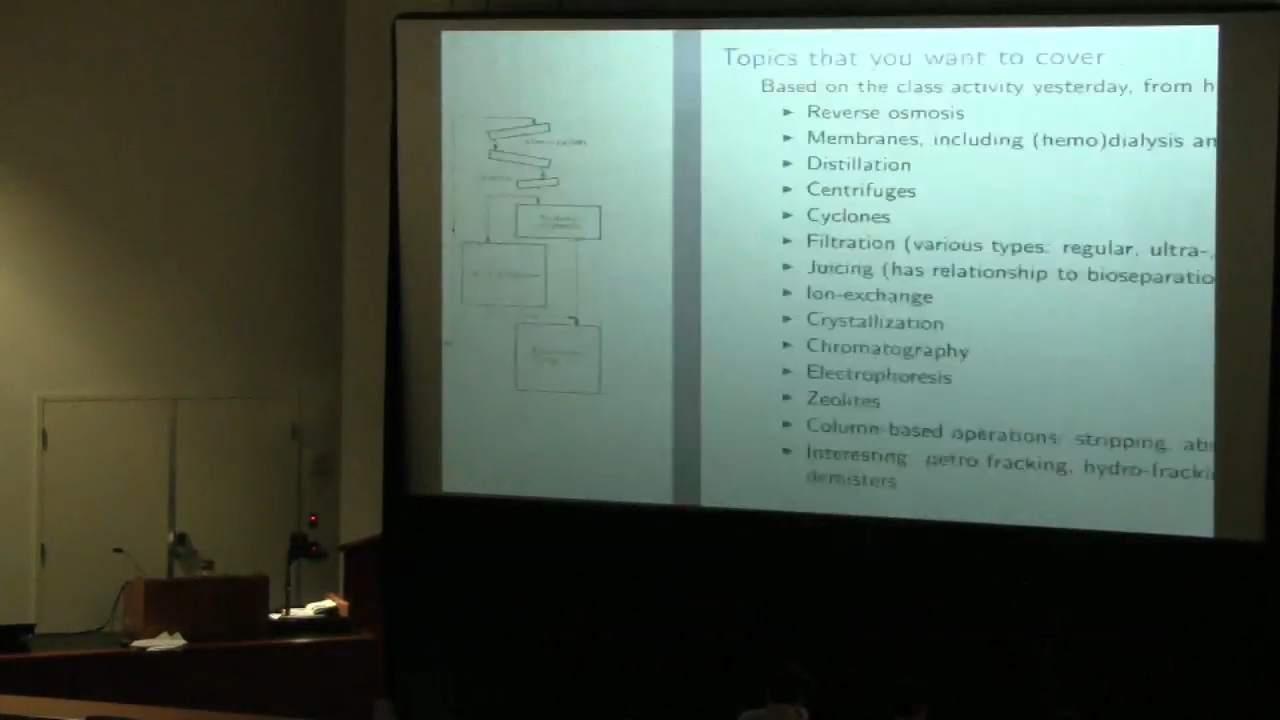 Topics that you want to cover
Based on the class activity yesterday, from h
Reverse osmosis
Membranes, including (hemo)dialysis an
Distillation
Centrifuges
Cyclones
Filtration (various types: regular, ultra-,
Juicing (has relationship to bioseparatio
Ion-exchange
Crystallization
Chromatography
Electrophoresis
Zeolites
Column-based operations: stripping, ab
Interesting: petro fracking, hydro-fracki
demisters